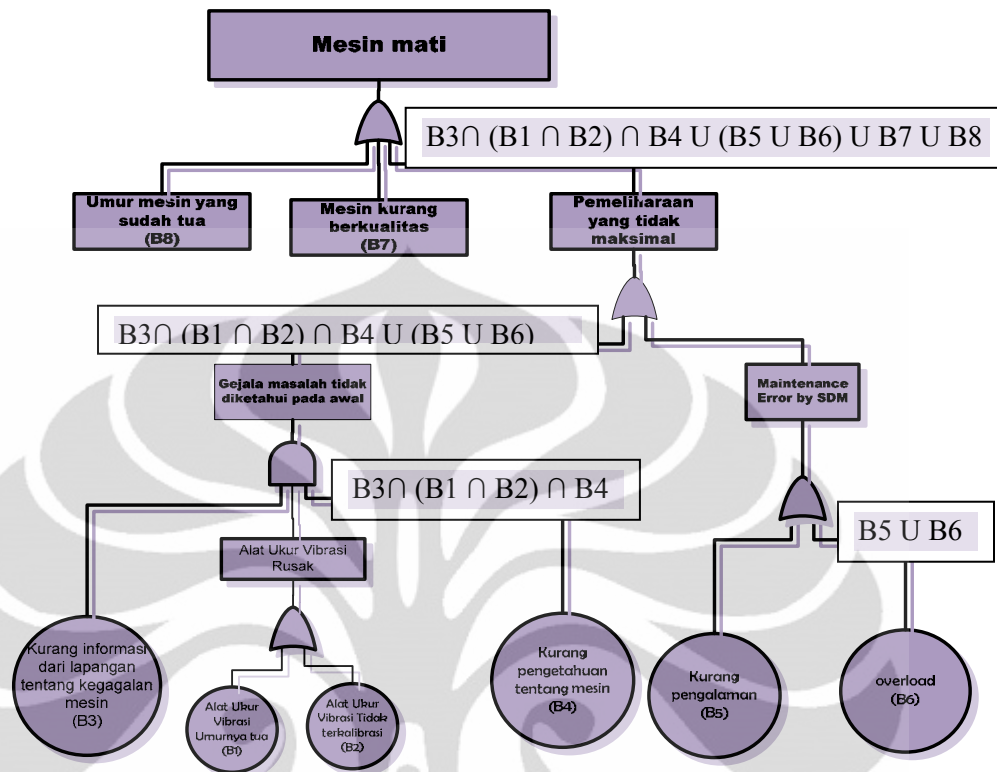 Mesin mati
B3∩ (B1 ∩ B2) ∩ B4 U (B5 U B6) U B7 U B8
Umur mesin yang
sudah tua
(B8)
Mesin kurang
berkualitas
(B7)
Pemeliharaan
yang tidak
maksimal
B3∩ (B1 ∩ B2) ∩ B4 U (B5 U B6)
Gejala masalah tidak
diketahui pada awal
Maintenance
Error by SDM
B3∩ (B1 ∩ B2) ∩ B4
B5 U B6
Alat Ukur Vibrasi
Rusak
Kurang informasi
dari lapangan
tentang kegagalan
mesin
(B3)
Alat Ukur
Vibrasi
Umurnya tua
(B1)
Alat Ukur
Vibrasi Tidak
terkalibrasi
(B2)
Kurang
pengetahuan
tentang mesin
(B4)
Kurang
pengalaman
(B5)
overload
(B6)